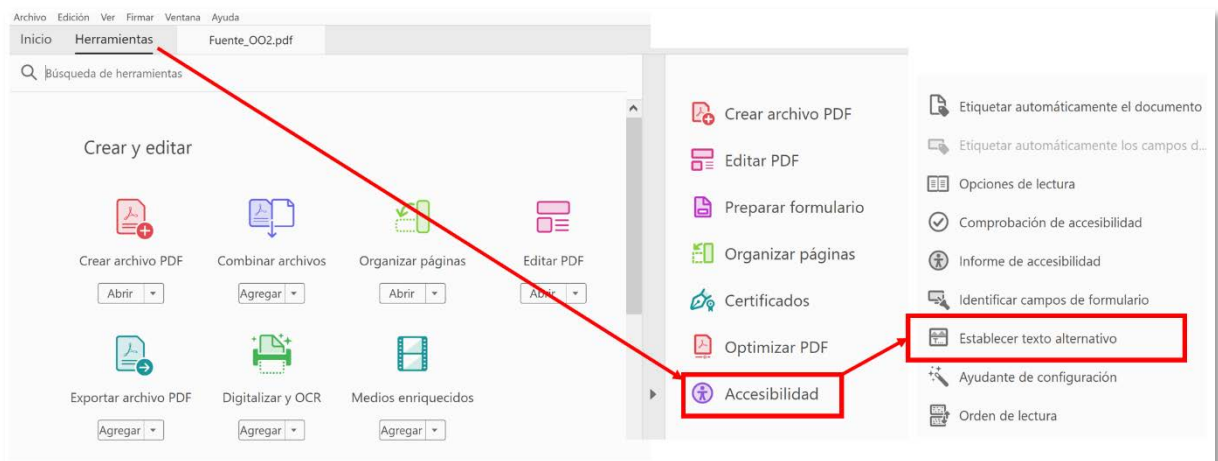 Archivo Edición Ver Firmar Ventana Ayuda
Inicio Herramientas Fuente_OO2.pdf
Búsqueda de herramientas
Crear y editar
Crear archivo PDF Combinar archivos Organizar páginas Editar PDF
Abrir Agregar Abrir Abrir
Exportar archivo PDF Digitalizar y OCR Medios enriquecidos
Agregar Agregar Agregar
Crear archivo PDF
Editar PDF
Preparar formulario
Organizar páginas
Certificados
Optimizar PDF
Accesibilidad
Etiquetar automáticamente el documento
Etiquetar automáticamente los campos d...
Opciones de lectura
Comprobación de accesibilidad
Informe de accesibilidad
Identificar campos de formulario
Establecer texto alternativo
Ayudante de configuración
Orden de lectura